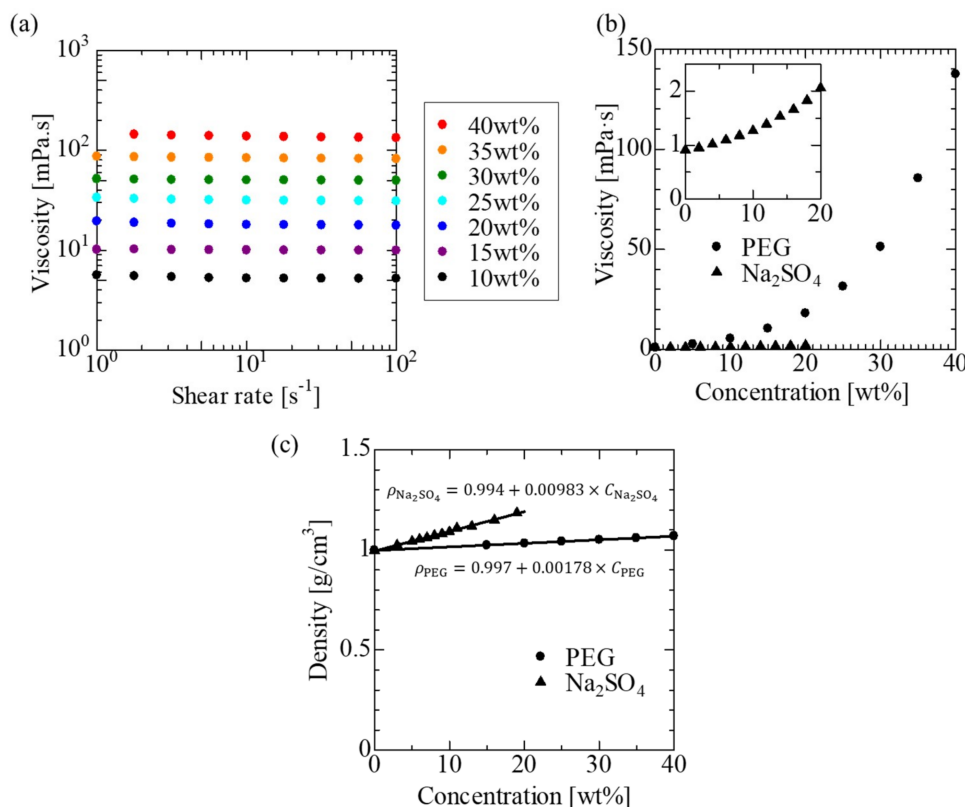 (a)
10³
10²
10¹
10⁰
Viscosity [mPa.s]
10⁰
10¹
10²
Shear rate [s⁻¹]
40wt%
35wt%
30wt%
25wt%
20wt%
15wt%
10wt%
(b)
150
100
50
0
Viscosity [mPa·s]
2
1
0
0
10
20
PEG
Na₂SO₄
0
10
20
30
40
Concentration [wt%]
(c)
1.5
1
0.5
0
Density [g/cm³]
ρNa₂SO₄ = 0.994 + 0.00983 × CNa₂SO₄
ρPEG = 0.997 + 0.00178 × CPEG
PEG
Na₂SO₄
0
10
20
30
40
Concentration [wt%]